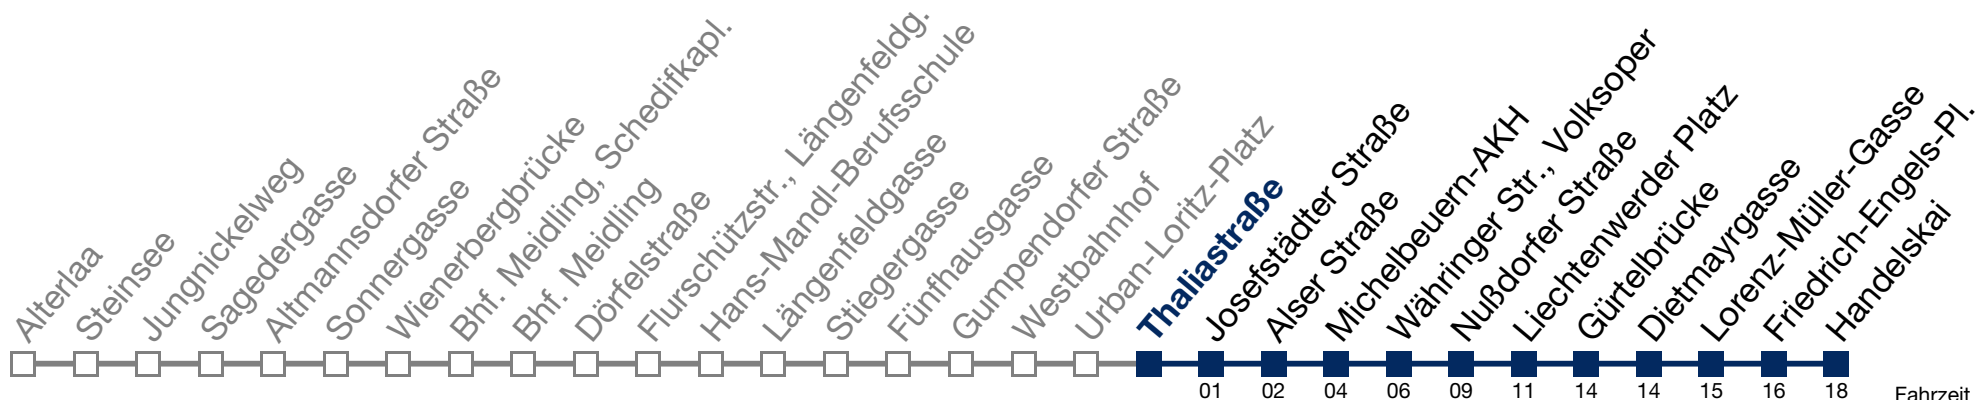 Alterlaa
Steinsee
Jungnickelweg
Sagedergasse
Altmannsdorfer Straße
Sonnergasse
Wienerbergbrücke
Bhf. Meidling, Schedifkapl.
Bhf. Meidling
Dörfelstraße
Flurschützstr., Längenfeldg.
Hans-Mandl-Berufsschule
Längenfeldgasse
Stiegergasse
Fünfhausgasse
Gumpendorfer Straße
Westbahnhof
Urban-Loritz-Platz
Thaliastraße
Josefstädter Straße
Alser Straße
Michelbeuern-AKH
Währinger Str., Volksoper
Nußdorfer Straße
Liechtenwerder Platz
Gürtelbrücke
Dietmayrgasse
Lorenz-Müller-Gasse
Friedrich-Engels-Pl.
Handelskai
01 02 04 06 09 11 14 14 15 16 18 Fahrzeit